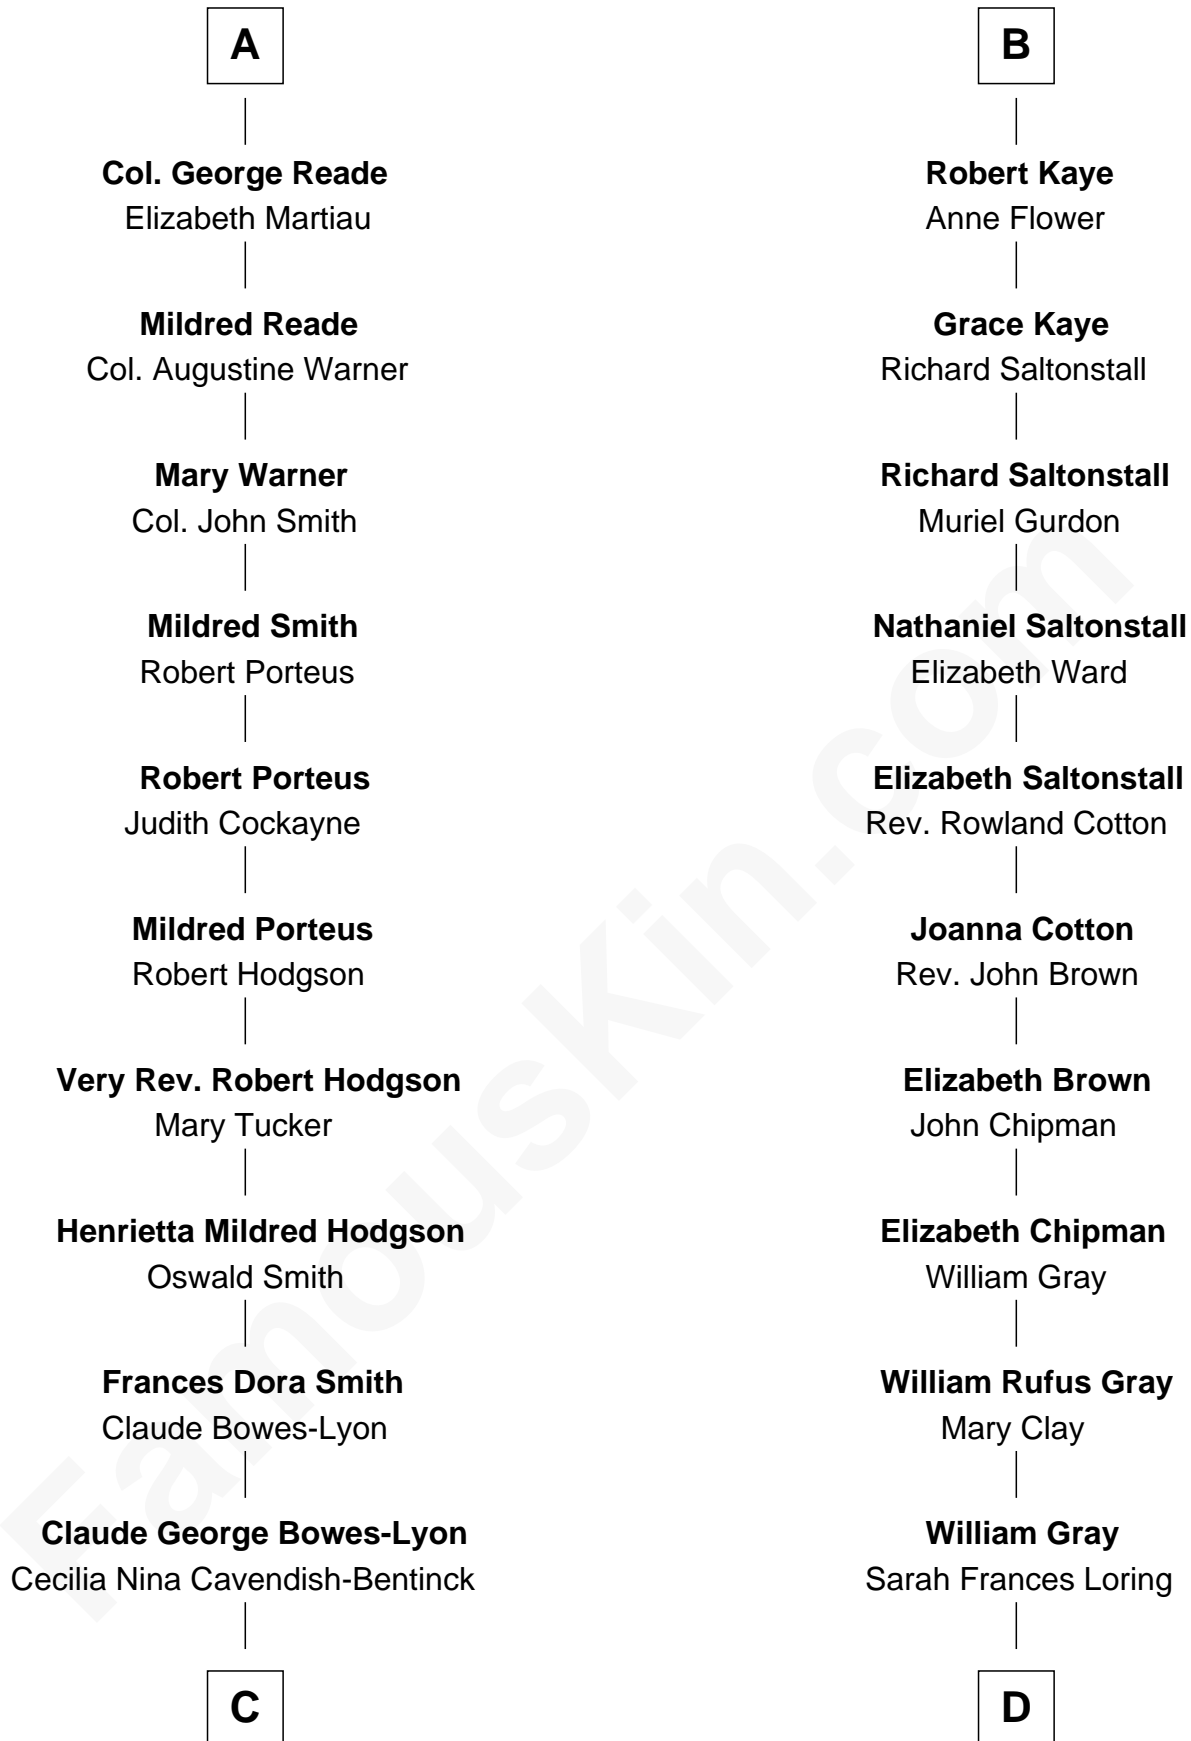 A
Col. George Reade
Elizabeth Martiau
Mildred Reade
Col. Augustine Warner
Mary Warner
Col. John Smith
Mildred Smith
Robert Porteus
Robert Porteus
Judith Cockayne
Mildred Porteus
Robert Hodgson
Very Rev. Robert Hodgson
Mary Tucker
Henrietta Mildred Hodgson
Oswald Smith
Frances Dora Smith
Claude Bowes-Lyon
Claude George Bowes-Lyon
Cecilia Nina Cavendish-Bentinck
C
B
Robert Kaye
Anne Flower
Grace Kaye
Richard Saltonstall
Richard Saltonstall
Muriel Gurdon
Nathaniel Saltonstall
Elizabeth Ward
Elizabeth Saltonstall
Rev. Rowland Cotton
Joanna Cotton
Rev. John Brown
Elizabeth Brown
John Chipman
Elizabeth Chipman
William Gray
William Rufus Gray
Mary Clay
William Gray
Sarah Frances Loring
D
FamousKin.com